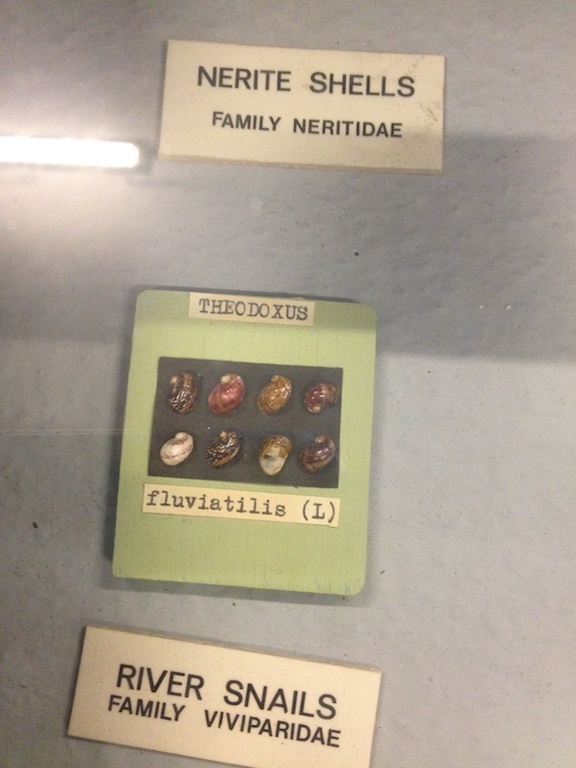 NERITE SHELLS
FAMILY NERITIDAE
THEODOXUS
fluviatilis (L)
RIVER SNAILS
FAMILY VIVIPARIDAE